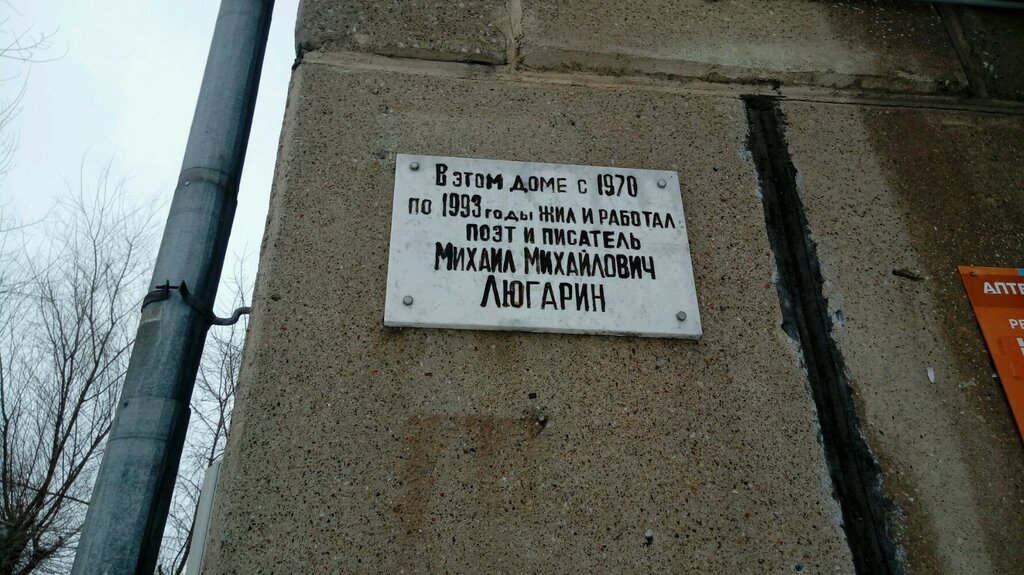 В этом доме с 1970
по 1993 годы жил и работал
поэт и писатель
Михаил Михайлович
Люгарин